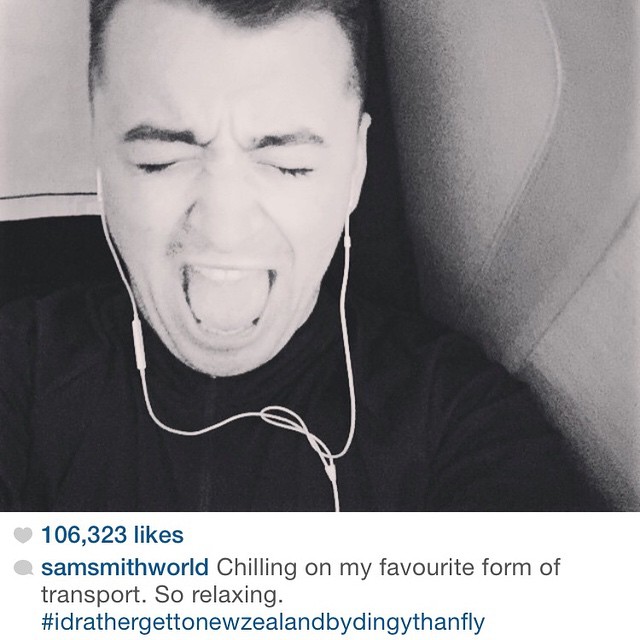 106,323 likes
samsmithworld Chilling on my favourite form of
transport. So relaxing.
#idrathergettonewzealandbydingythanfly